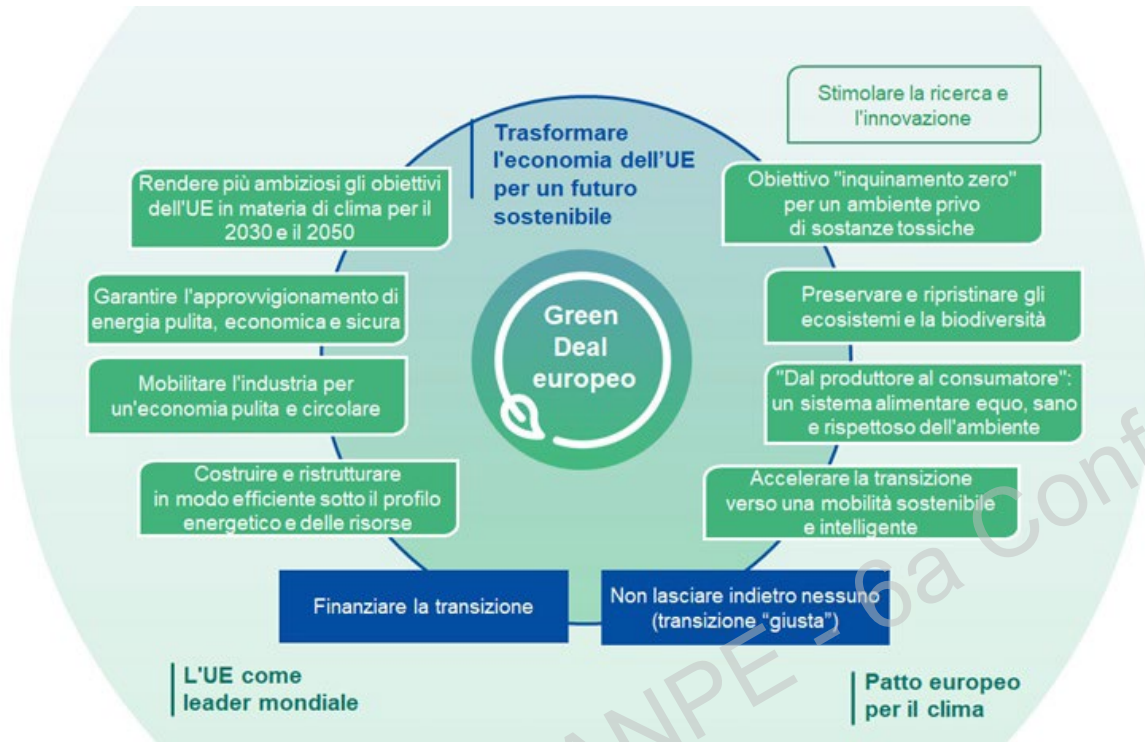 Stimolare la ricerca e
l'innovazione
Trasformare
l'economia dell'UE
per un futuro
sostenibile
Rendere più ambiziosi gli obiettivi
dell'UE in materia di clima per il
2030 e il 2050
Obiettivo "inquinamento zero"
per un ambiente privo
di sostanze tossiche
Garantire l'approvvigionamento di
energia pulita, economica e sicura
Preservare e ripristinare gli
ecosistemi e la biodiversità
Green
Deal
europeo
Mobilitare l'industria per
un'economia pulita e circolare
"Dal produttore al consumatore":
un sistema alimentare equo, sano
e rispettoso dell'ambiente
Costruire e ristrutturare
in modo efficiente sotto il profilo
energetico e delle risorse
Accelerare la transizione
verso una mobilità sostenibile
e intelligente
Finanziare la transizione
Non lasciare indietro nessuno
(transizione “giusta”)
L'UE come
leader mondiale
Patto europeo
per il clima
ANPE - 6a Conf